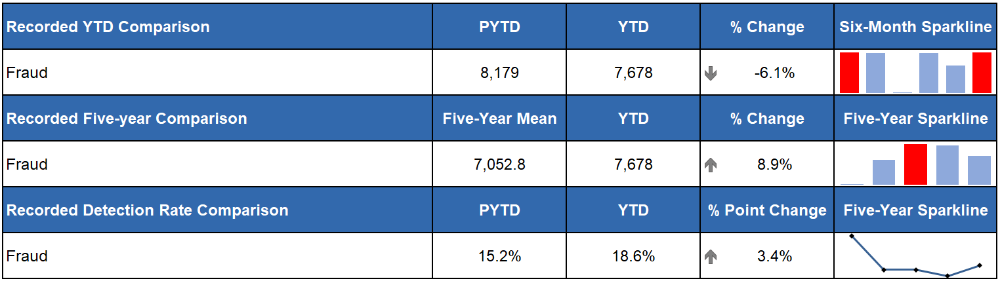 Recorded YTD Comparison PYTD YTD % Change Six-Month Sparkline
Fraud 8,179 7,678 -6.1%
Recorded Five-year Comparison Five-Year Mean YTD % Change Five-Year Sparkline
Fraud 7,052.8 7,678 8.9%
Recorded Detection Rate Comparison PYTD YTD % Point Change Five-Year Sparkline
Fraud 15.2% 18.6% 3.4%